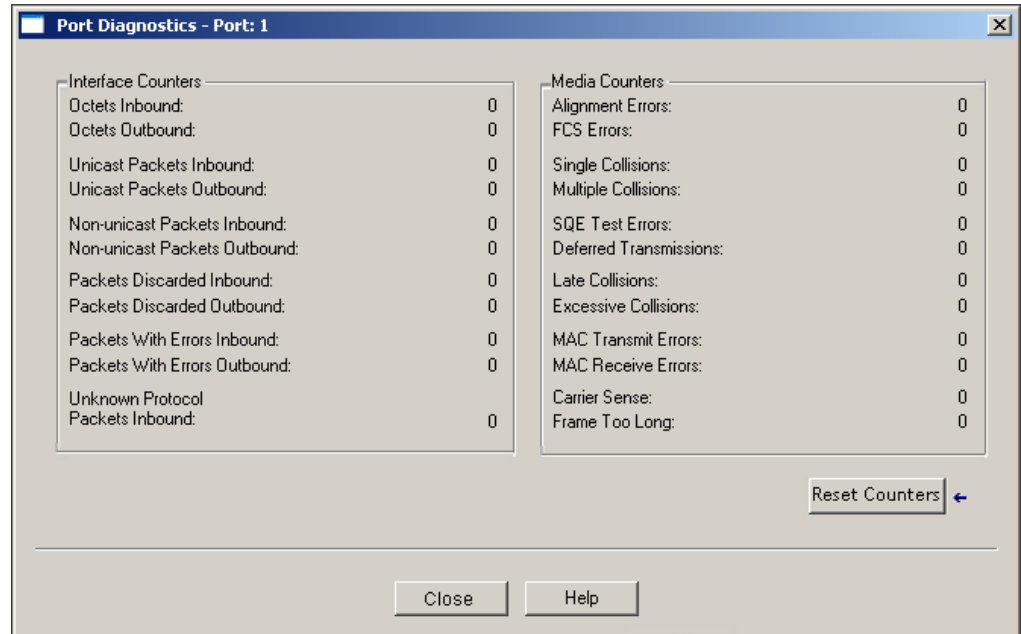 Port Diagnostics - Port: 1
Interface Counters
Octets Inbound: 0
Octets Outbound: 0
Unicast Packets Inbound: 0
Unicast Packets Outbound: 0
Non-unicast Packets Inbound: 0
Non-unicast Packets Outbound: 0
Packets Discarded Inbound: 0
Packets Discarded Outbound: 0
Packets With Errors Inbound: 0
Packets With Errors Outbound: 0
Unknown Protocol
Packets Inbound: 0
Media Counters
Alignment Errors: 0
FCS Errors: 0
Single Collisions: 0
Multiple Collisions: 0
SQE Test Errors: 0
Deferred Transmissions: 0
Late Collisions: 0
Excessive Collisions: 0
MAC Transmit Errors: 0
MAC Receive Errors: 0
Carrier Sense: 0
Frame Too Long: 0
Reset Counters
Close
Help